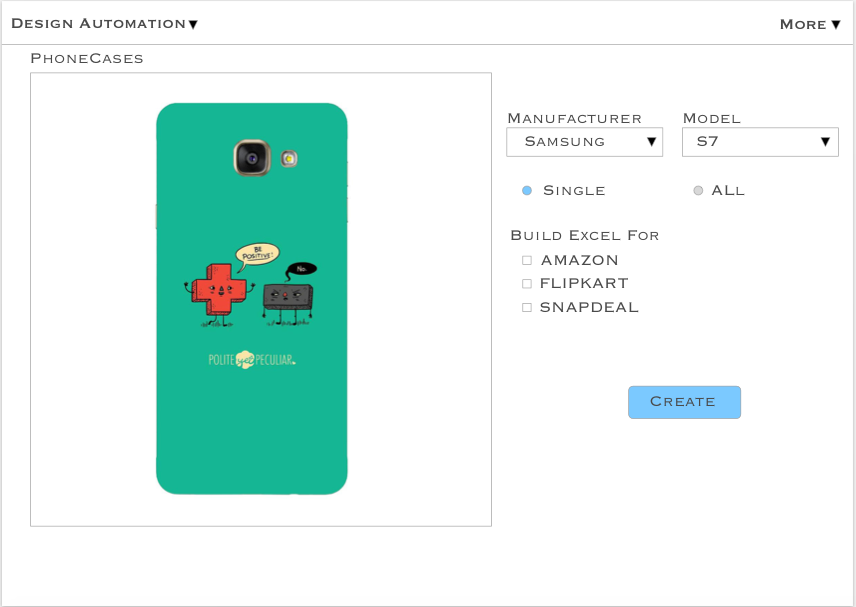 Design Automation▼
More▼
PhoneCases
Manufacturer
Model
Samsung ▼
S7 ▼
Single
ALL
Build Excel For
AMAZON
FLIPKART
SNAPDEAL
BE POSITIVE!
No.
POLITE yet PECULIAR
Create